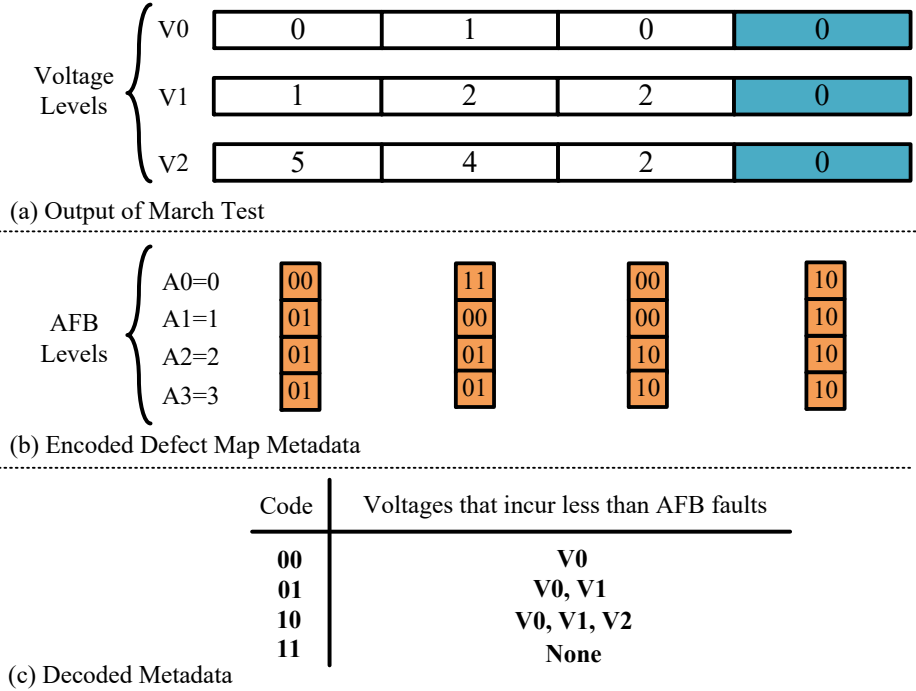 V0 0 1 0 0
Voltage
Levels
V1 1 2 2 0
V2 5 4 2 0
(a) Output of March Test
AFB
Levels
A0=0 00 11 00 10
A1=1 01 00 00 10
A2=2 01 01 10 10
A3=3 01 01 10 10
(b) Encoded Defect Map Metadata
Code Voltages that incur less than AFB faults
00 V0
01 V0, V1
10 V0, V1, V2
11 None
(c) Decoded Metadata